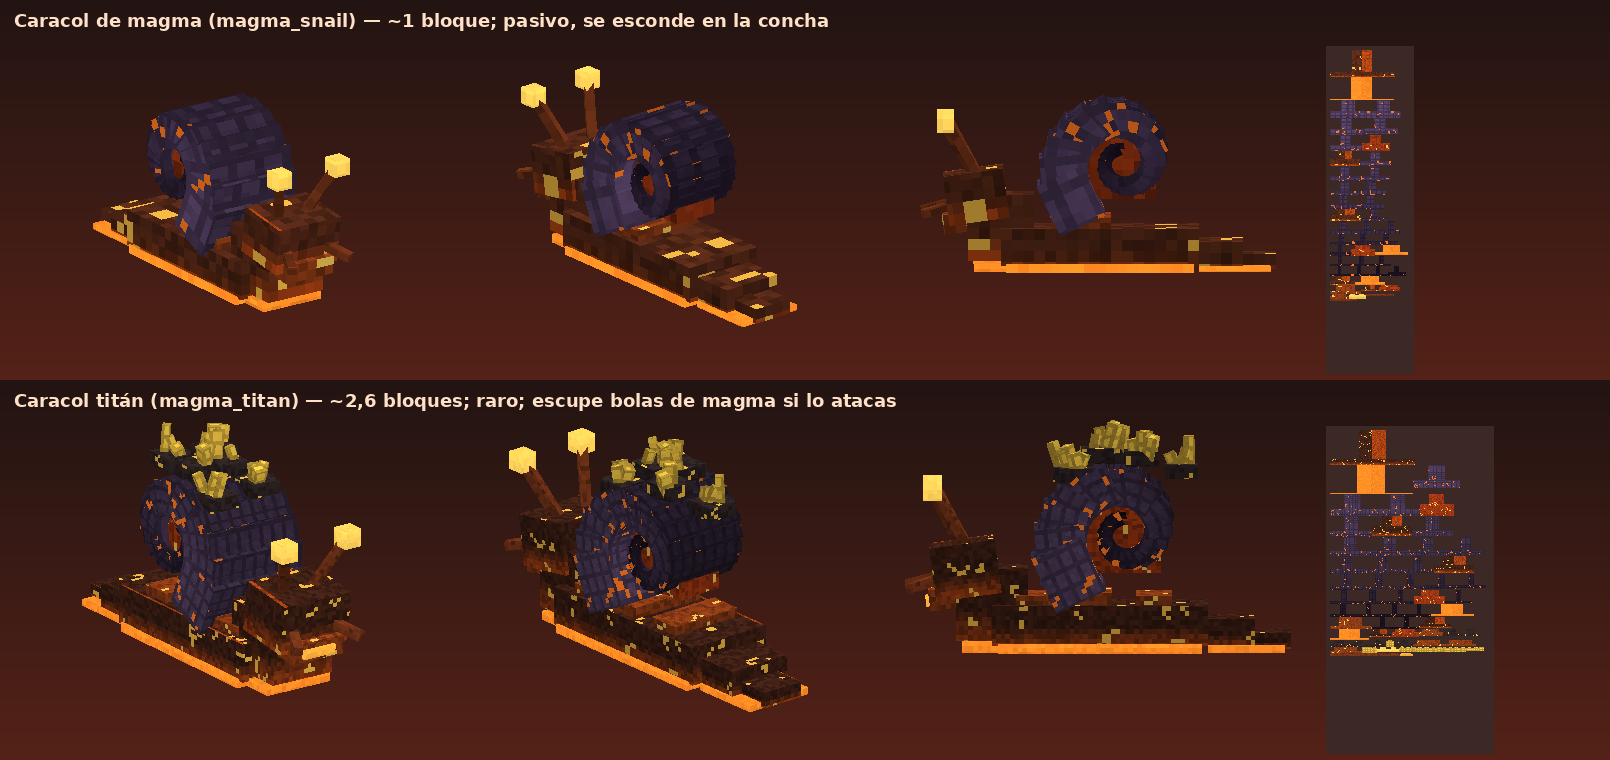 Caracol de magma (magma_snail) — ~1 bloque; pasivo, se esconde en la concha
Caracol titán (magma_titan) — ~2,6 bloques; raro; escupe bolas de magma si lo atacas